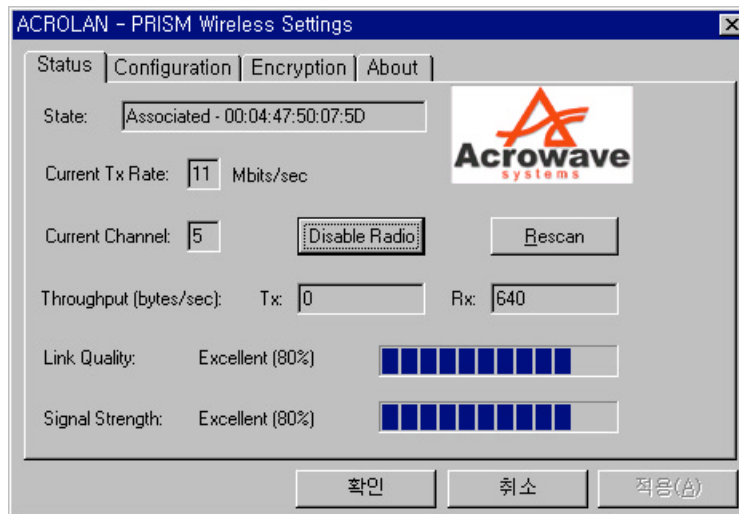 ACROLAN - PRISM Wireless Settings
Status Configuration Encryption About
State: Associated - 00:04:47:50:07:5D
Acrowave
systems
Current Tx Rate: 11 Mbits/sec
Current Channel: 5 Disable Radio Rescan
Throughput (bytes/sec): Tx: 0 Rx: 640
Link Quality: Excellent (80%)
Signal Strength: Excellent (80%)
확인 취소 적용(A)